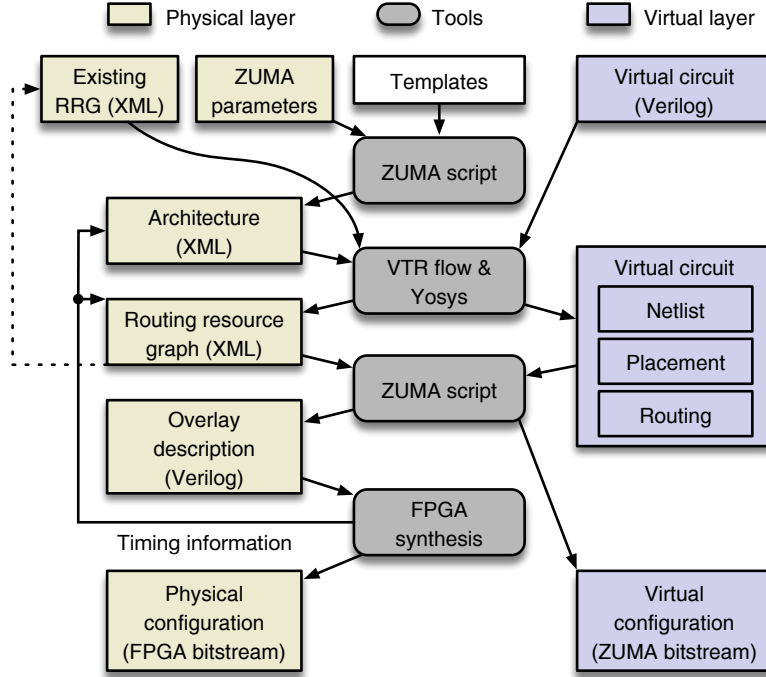 Physical layer
Tools
Virtual layer
Existing
RRG (XML)
ZUMA
parameters
Templates
Virtual circuit
(Verilog)
ZUMA script
Architecture
(XML)
VTR flow &
Yosys
Virtual circuit
Netlist
Placement
Routing
Routing resource
graph (XML)
ZUMA script
Overlay
description
(Verilog)
FPGA
synthesis
Timing information
Physical
configuration
(FPGA bitstream)
Virtual
configuration
(ZUMA bitstream)